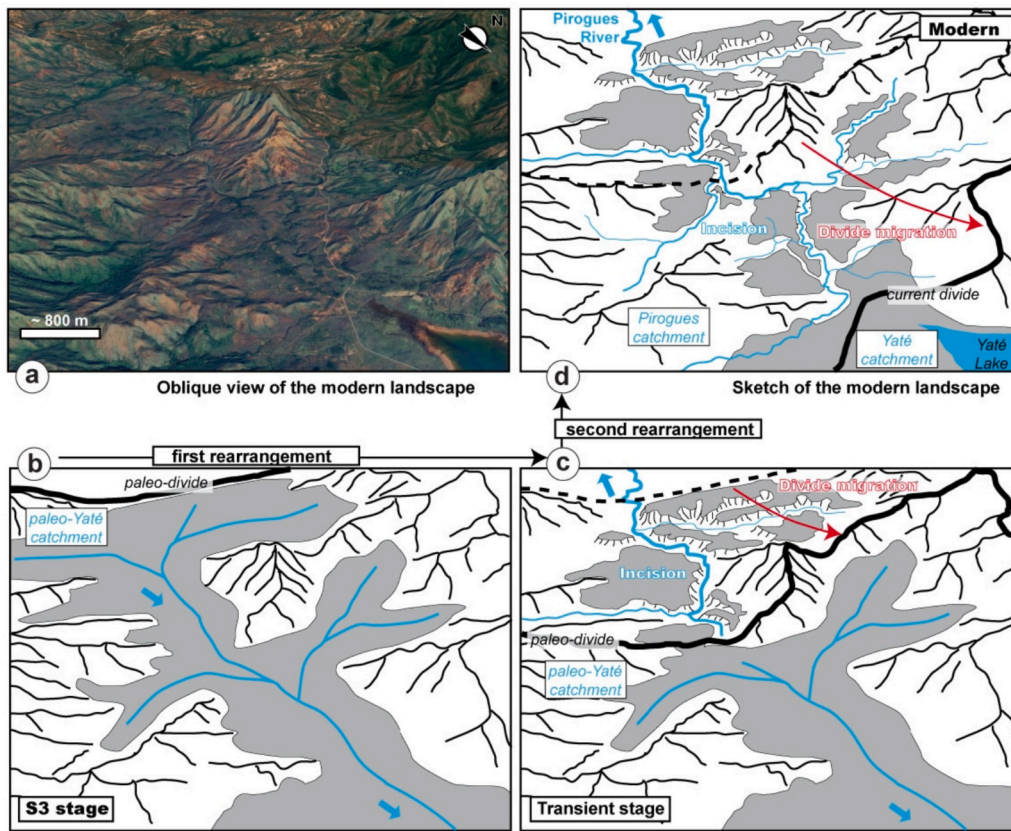 N
~ 800 m
a
Oblique view of the modern landscape
Pirogues
River
Modern
Incision
Divide migration
current divide
Pirogues
catchment
Yaté
catchment
Yaté
Lake
d
Sketch of the modern landscape
second rearrangement
b
first rearrangement
c
paleo-divide
paleo-Yaté
catchment
S3 stage
Divide migration
Incision
paleo-divide
paleo-Yaté
catchment
Transient stage